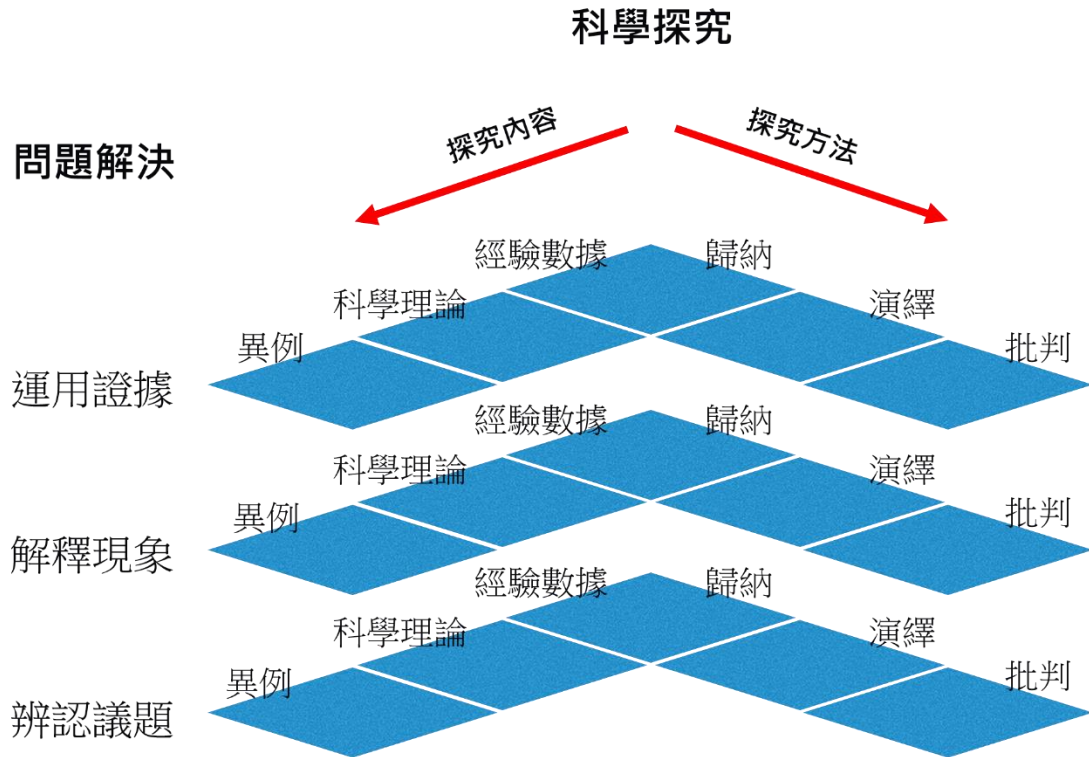 科學探究
探究內容
探究方法
問題解決
經驗數據
歸納
科學理論
演繹
異例
批判
運用證據
經驗數據
歸納
科學理論
演繹
異例
批判
解釋現象
經驗數據
歸納
科學理論
演繹
異例
批判
辨認議題